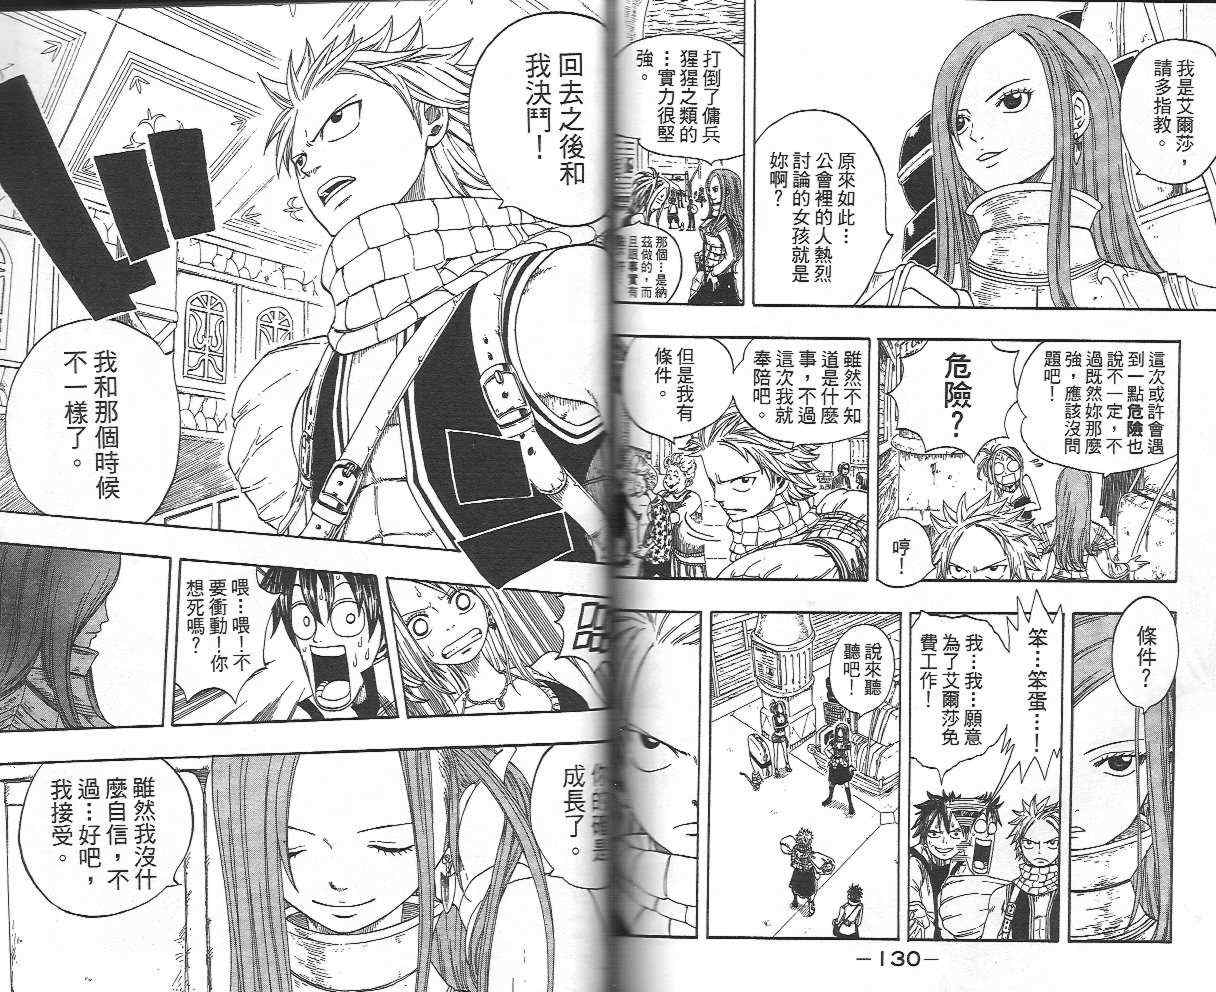 我是艾爾莎，
請多指教。
原來如此…
公會裡的人熱烈
討論的女孩就是
妳啊？
打倒了傭兵
猩猩之類的
…實力很堅
強。
那個…是納
茲做的，而
且跟事實有
這次或許會遇
到一點危險也
說不一定，不
過既然妳那麼
強，應該沒問
題吧！
危險？
哼！
雖然不知
道是什麼
事，不過
這次我就
奉陪吧。
但是我有
條件。
條件？
笨…笨蛋…！
我…我…願意
為了艾爾莎免
費工作！
說來聽
聽吧！
—130—
回去之後和
我決鬥！
我和那個時候
不一樣了。
喂…喂！不
要衝動！你
想死嗎？
你的確是
成長了。
雖然我沒什
麼自信，不
過…好吧，
我接受。